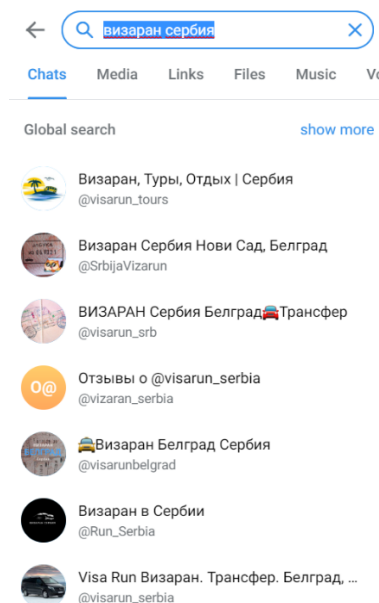 визаран сербия
Chats Media Links Files Music Vo
Global search show more
Визаран, Туры, Отдых | Сербия
@visarun_tours
Визаран Сербия Нови Сад, Белград
@SrbijaVizarun
ВИЗАРАН Сербия Белград🚘Трансфер
@visarun_srb
О@
Отзывы о @visarun_serbia
@vizaran_serbia
🚖Визаран Белград Сербия
@visarunbelgrad
Визаран в Сербии
@Run_Serbia
Visa Run Визаран. Трансфер. Белград, ...
@visarun_serbia